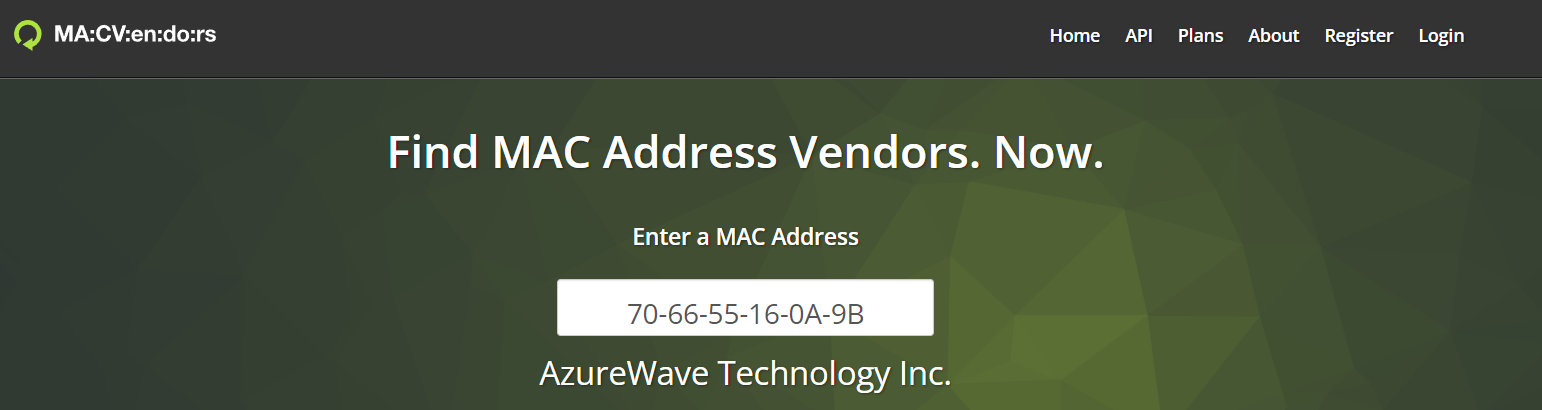 MA:CV:en:do:rs Home API Plans About Register Login
Find MAC Address Vendors. Now.
Enter a MAC Address
70-66-55-16-0A-9B
AzureWave Technology Inc.